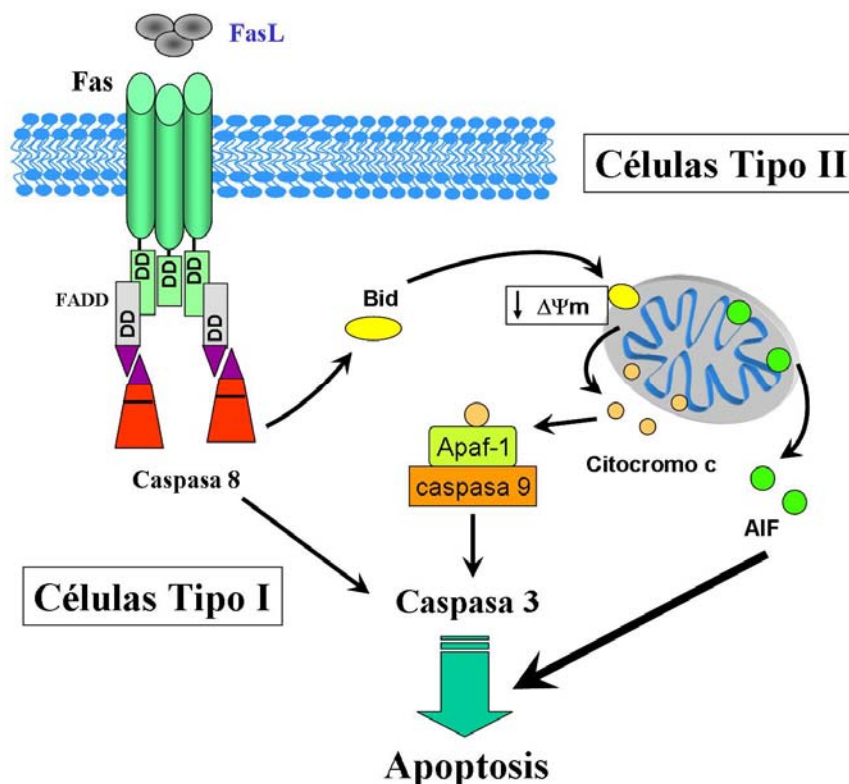 FasL
Fas
Células Tipo II
DD
DD
DD
FADD
DD
DD
Bid
↓ ΔΨm
Apaf-1
caspasa 9
Citocromo c
Caspasa 8
AIF
Células Tipo I
Caspasa 3
Apoptosis